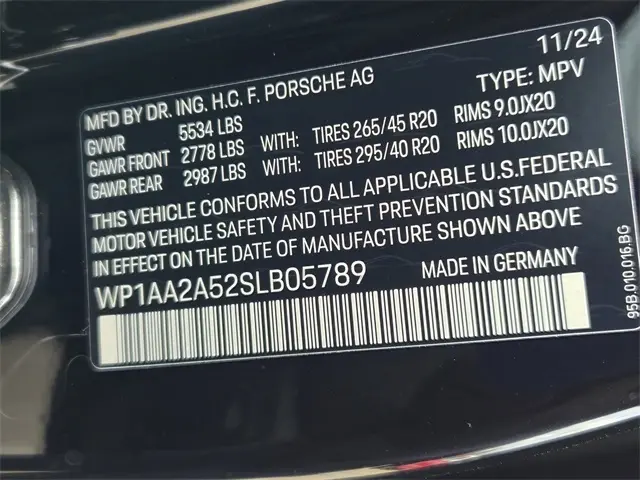 11/24
MFD BY DR. ING. H.C. F. PORSCHE AG TYPE: MPV
GVWR 5534 LBS
GAWR FRONT 2778 LBS WITH: TIRES 265/45 R20 RIMS 9.0JX20
GAWR REAR 2987 LBS WITH: TIRES 295/40 R20 RIMS 10.0JX20
THIS VEHICLE CONFORMS TO ALL APPLICABLE U.S.FEDERAL
MOTOR VEHICLE SAFETY AND THEFT PREVENTION STANDARDS
IN EFFECT ON THE DATE OF MANUFACTURE SHOWN ABOVE
WP1AA2A52SLB05789 MADE IN GERMANY
95B.010.016.BG